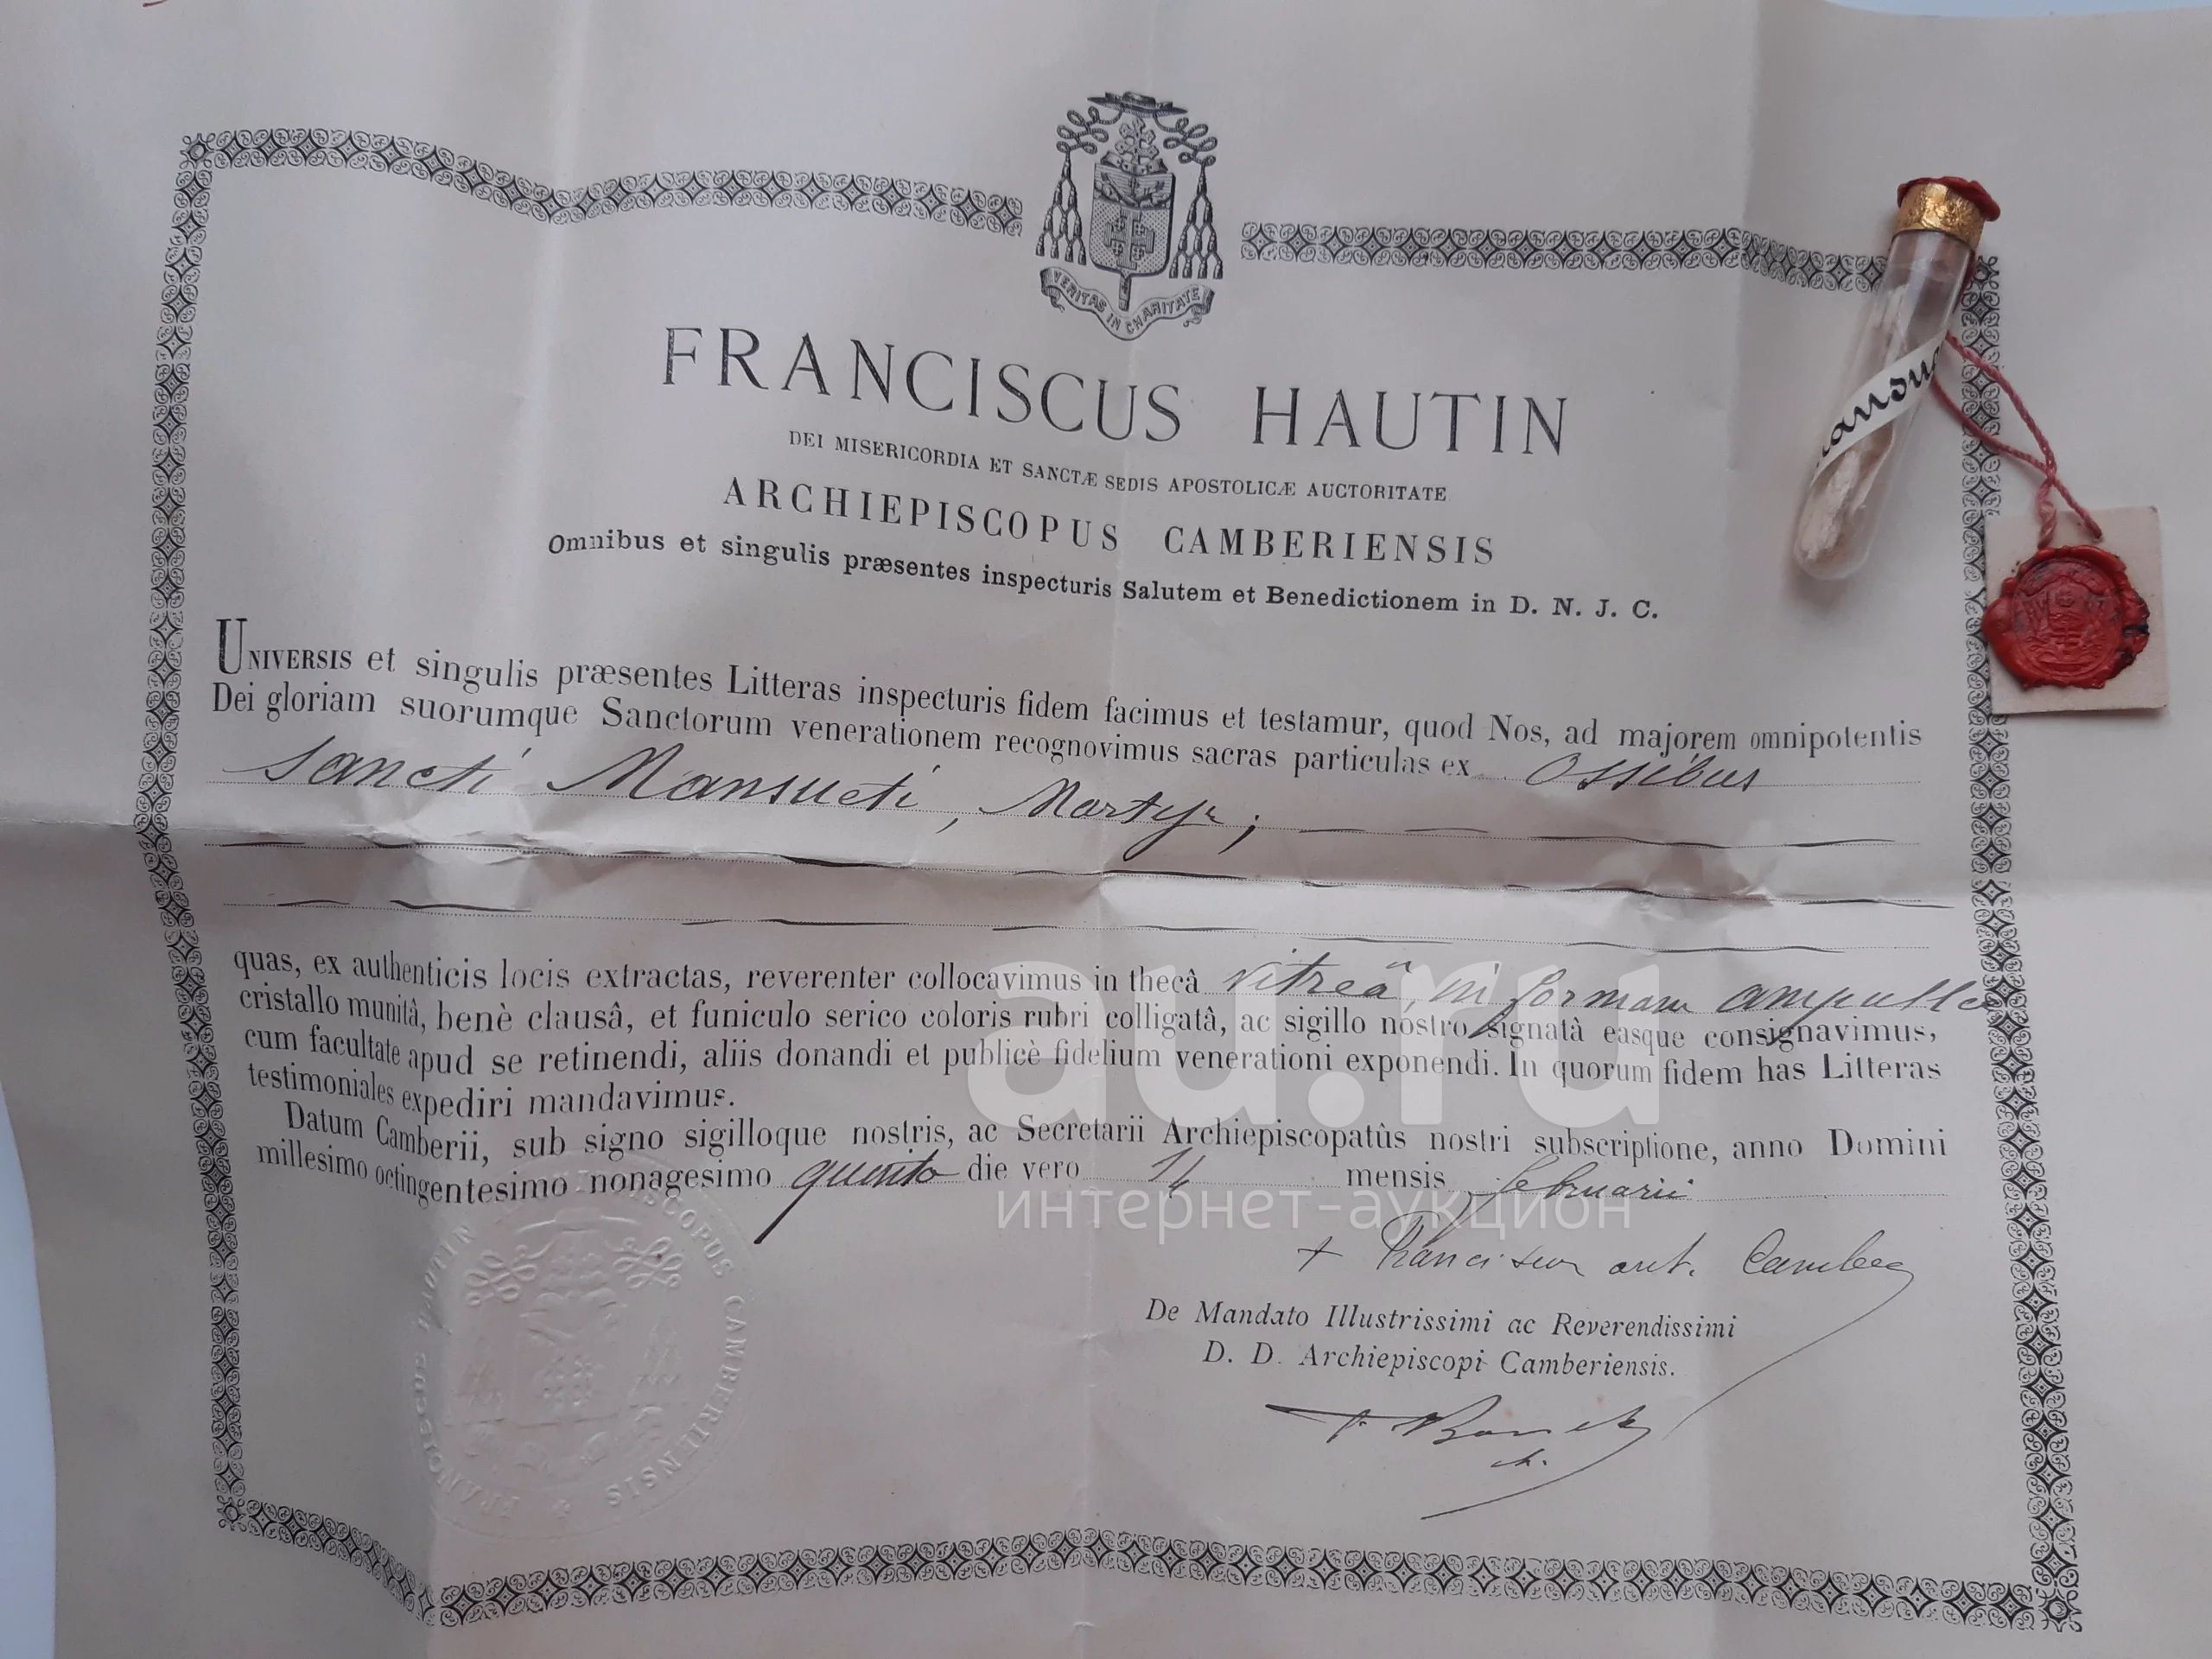 VERITAS IN CHARITATE
FRANCISCUS HAUTIN
DEI MISERICORDIA ET SANCTÆ SEDIS APOSTOLICÆ AUCTORITATE
ARCHIEPISCOPUS CAMBERIENSIS
Omnibus et singulis præsentes inspecturis Salutem et Benedictionem in D. N. J. C.
UNIVERSIS et singulis præsentes Litteras inspecturis fidem facimus et testamur, quod Nos, ad majorem omnipotentis
Dei gloriam suorumque Sanctorum venerationem recognovimus sacras particulas ex Ossibus
Sancti Mansueti, Martyr;
quas, ex authenticis locis extractas, reverenter collocavimus in thecâ vitreâ, in formam ampullæ
cristallo munitâ, benè clausâ, et funiculo serico coloris rubri colligatâ, ac sigillo nostro signatâ easque consignavimus,
cum facultate apud se retinendi, aliis donandi et publicè fidelium venerationi exponendi. In quorum fidem has Litteras
testimoniales expediri mandavimus.
Datum Camberii, sub signo sigilloque nostris, ac Secretarii Archiepiscopatûs nostri subscriptione, anno Domini
millesimo octingentesimo nonagesimo quinto die vero 14 mensis februarii
+ Franciscus Camber
De Mandato Illustrissimi ac Reverendissimi
D. D. Archiepiscopi Camberiensis.
FRANCISCUS HAUTIN ARCHIEPISCOPUS CAMBERIENSIS
au.ru
интернет-аукцион